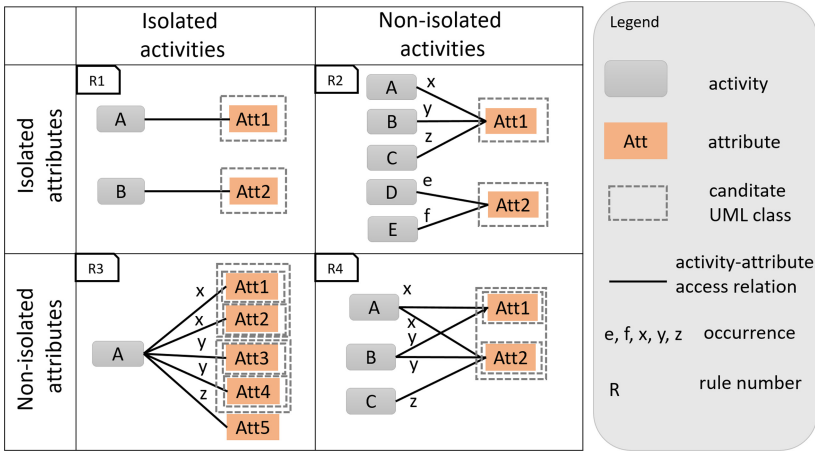 Isolated
activities
Non-isolated
activities
Isolated
attributes
R1
A
Att1
B
Att2
R2
A
x
B
y
Att1
C
z
D
e
Att2
E
f
Non-isolated
attributes
R3
A
x
Att1
x
Att2
y
Att3
y
Att4
z
Att5
R4
A
x
x
Att1
B
y
y
Att2
C
z
Legend
activity
Att
attribute
canditate
UML class
activity-attribute
access relation
e, f, x, y, z
occurrence
R
rule number